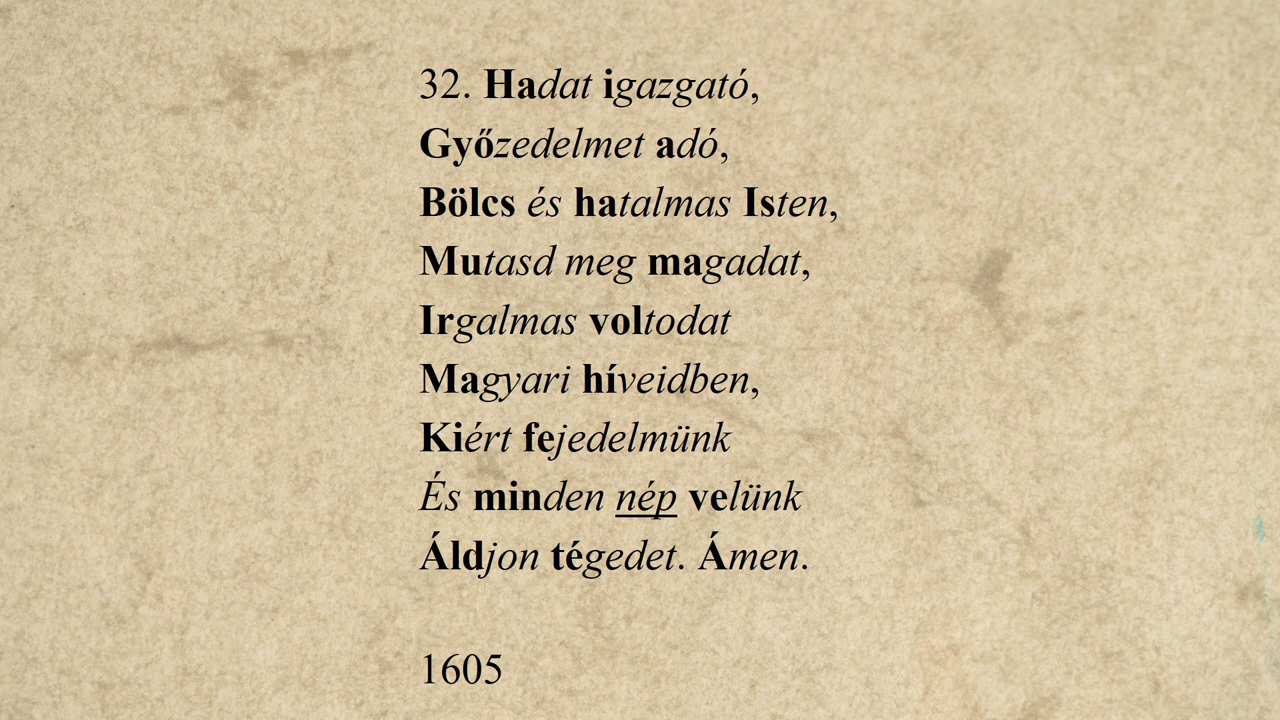 32. Hadat igazgató,
Győzedelmet adó,
Bölcs és hatalmas Isten,
Mutasd meg magadat,
Irgalmas voltodat
Magyari híveidben,
Kiért fejedelmünk
És minden nép velünk
Áldjon tégedet. Ámen.
1605